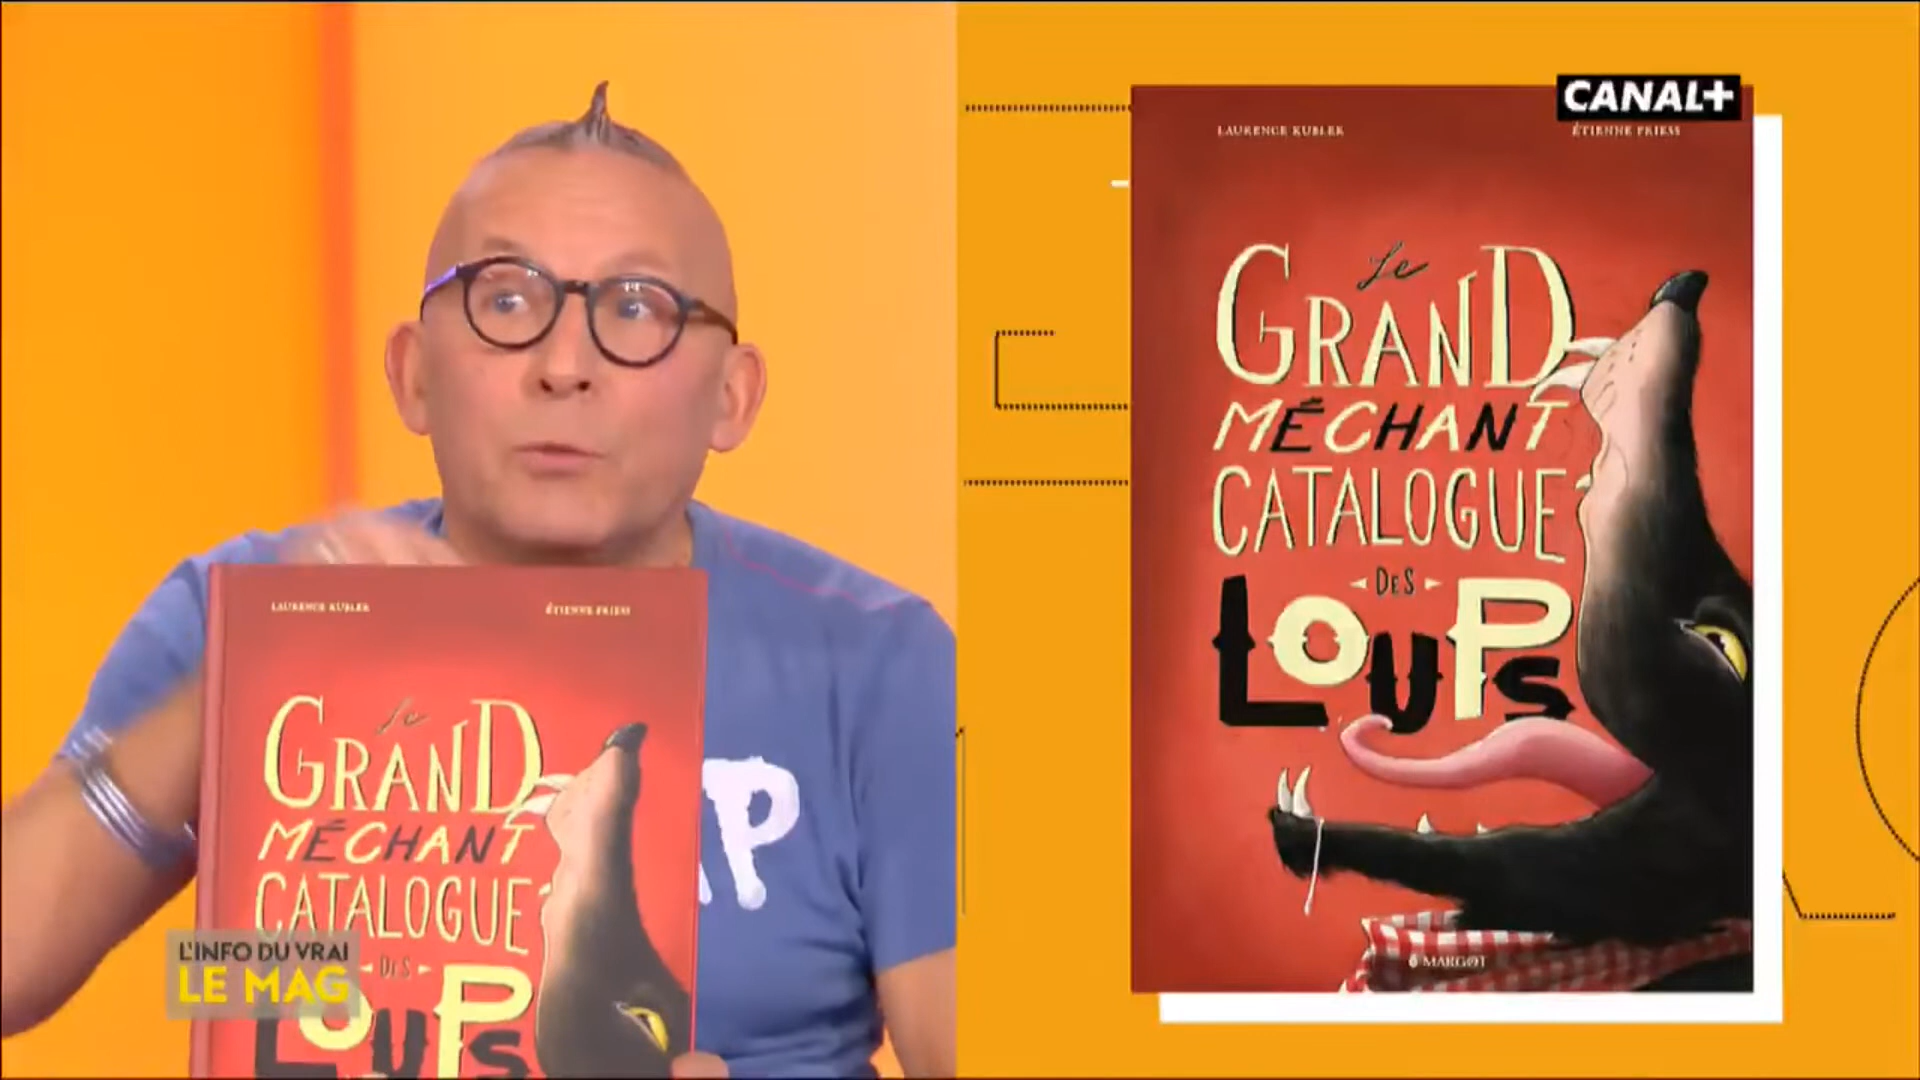 LAURENCE KUBLER
ÉTIENNE FRIESS
Le
GRAND
MÉCHANT
CATALOGUE
DES
LOUPS
L'INFO DU VRAI
LE MAG
CANAL+
LAURENCE KUBLER
ÉTIENNE FRIESS
Le
GRAND
MÉCHANT
CATALOGUE
DES
LOUPS
MARGOT